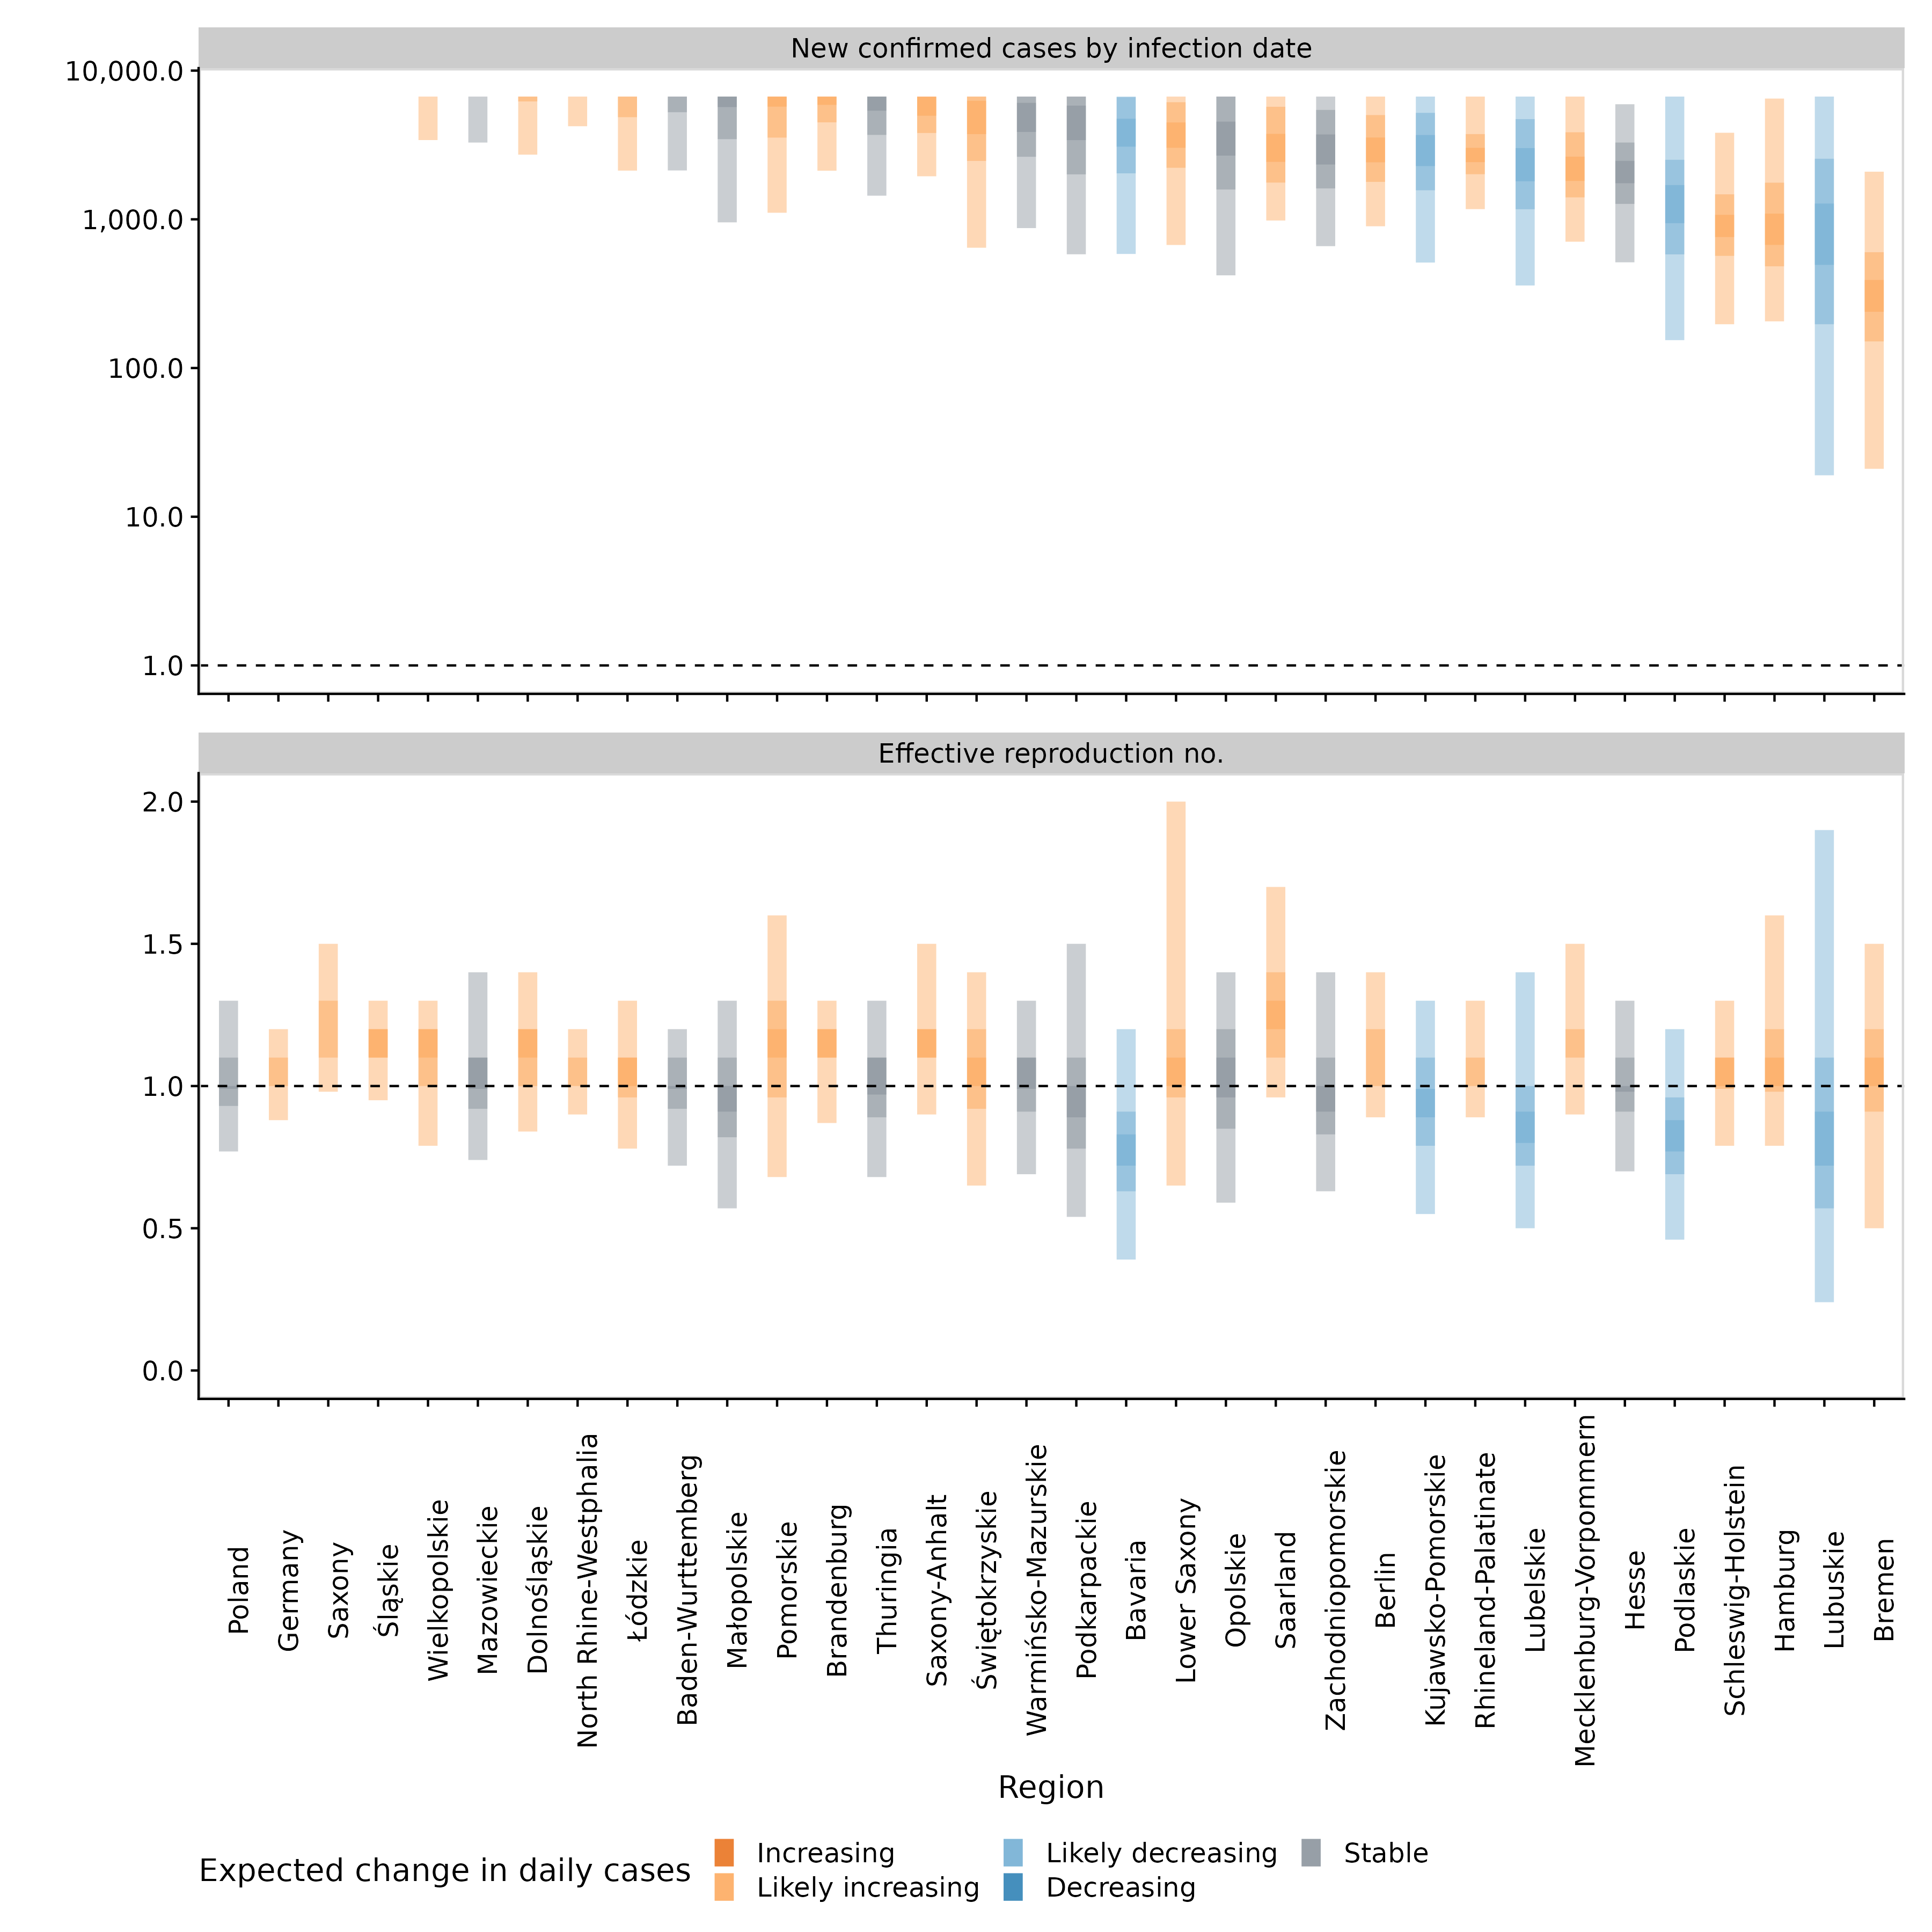 New confirmed cases by infection date
10,000.0
1,000.0
100.0
10.0
1.0
Effective reproduction no.
2.0
1.5
1.0
0.5
0.0
Poland
Germany
Saxony
Śląskie
Wielkopolskie
Mazowieckie
Dolnośląskie
North Rhine-Westphalia
Łódzkie
Baden-Wurttemberg
Małopolskie
Pomorskie
Brandenburg
Thuringia
Saxony-Anhalt
Świętokrzyskie
Warmińsko-Mazurskie
Podkarpackie
Bavaria
Lower Saxony
Opolskie
Saarland
Zachodniopomorskie
Berlin
Kujawsko-Pomorskie
Rhineland-Palatinate
Lubelskie
Mecklenburg-Vorpommern
Hesse
Podlaskie
Schleswig-Holstein
Hamburg
Lubuskie
Bremen
Region
Expected change in daily cases
Increasing
Likely increasing
Likely decreasing
Decreasing
Stable